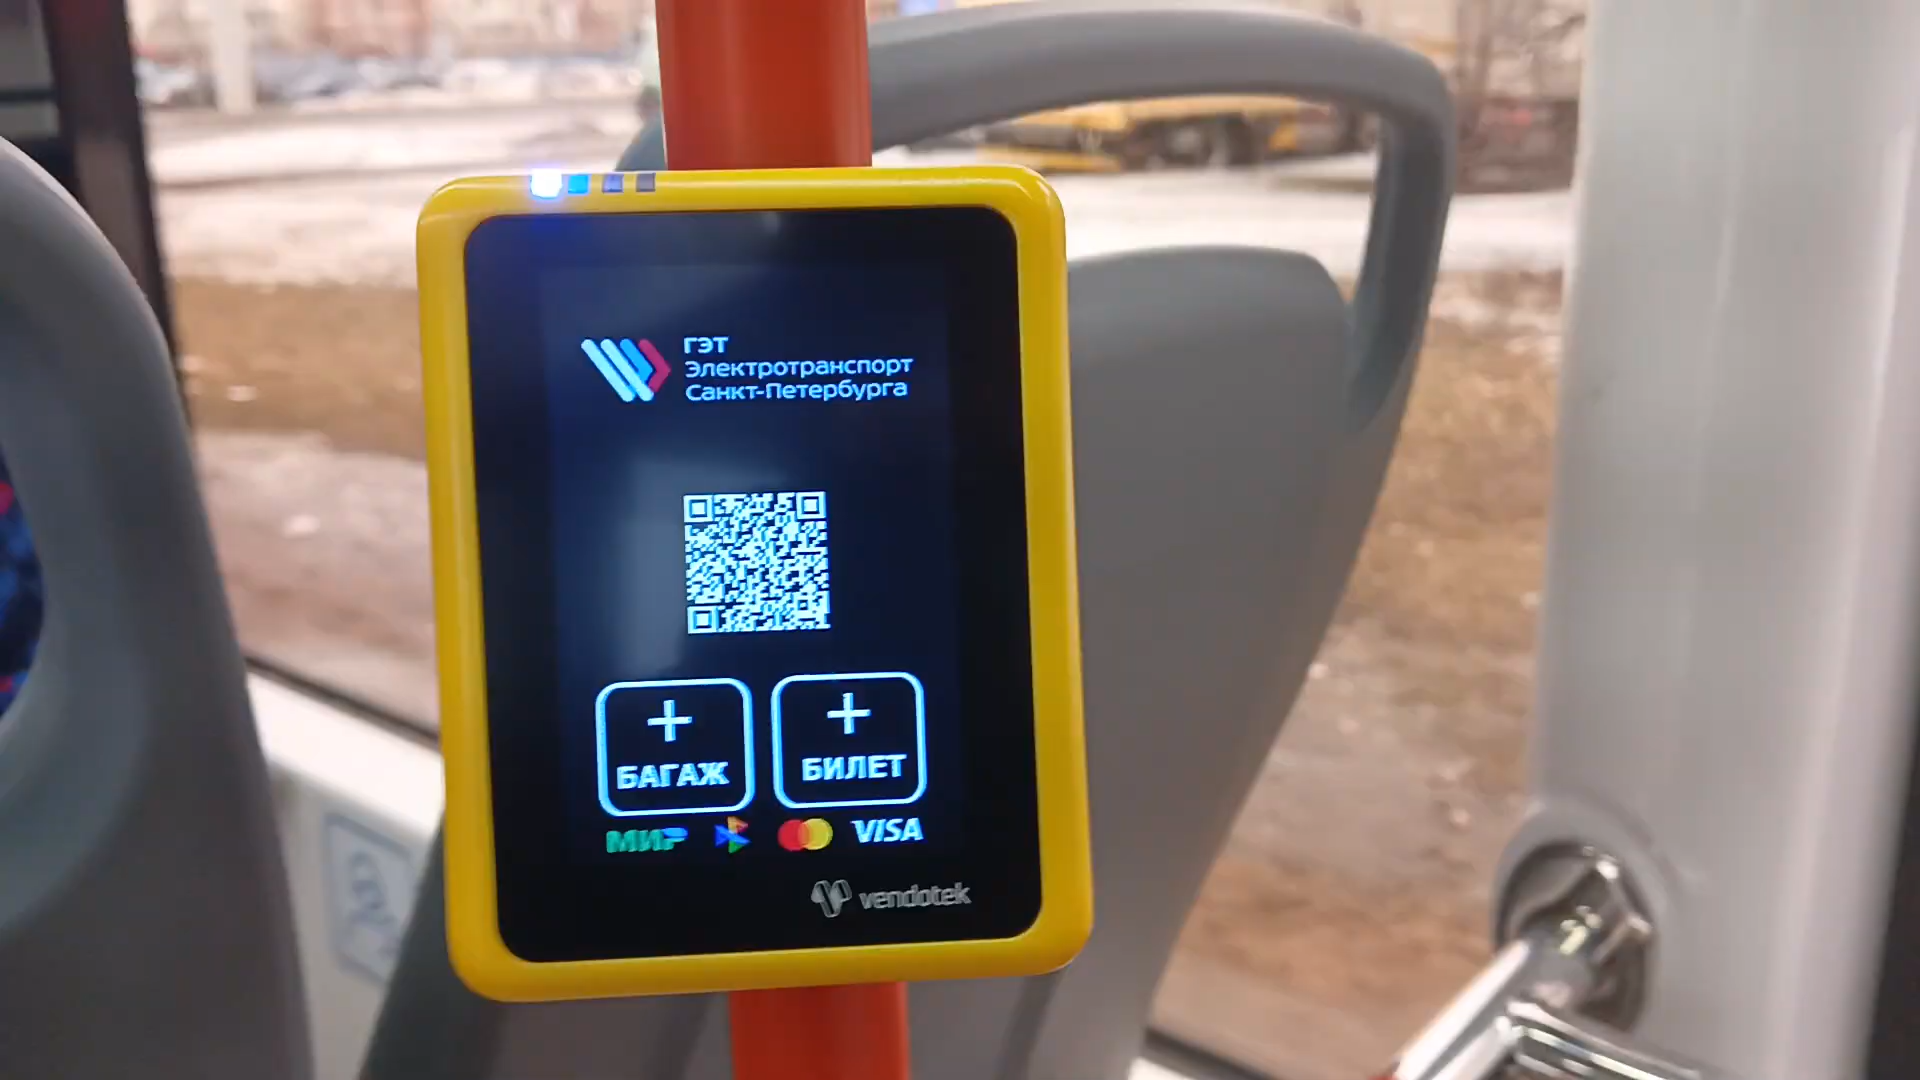 ГЭТ
Электротранспорт
Санкт-Петербурга
+ +
БАГАЖ БИЛЕТ
МИР VISA
vendotek